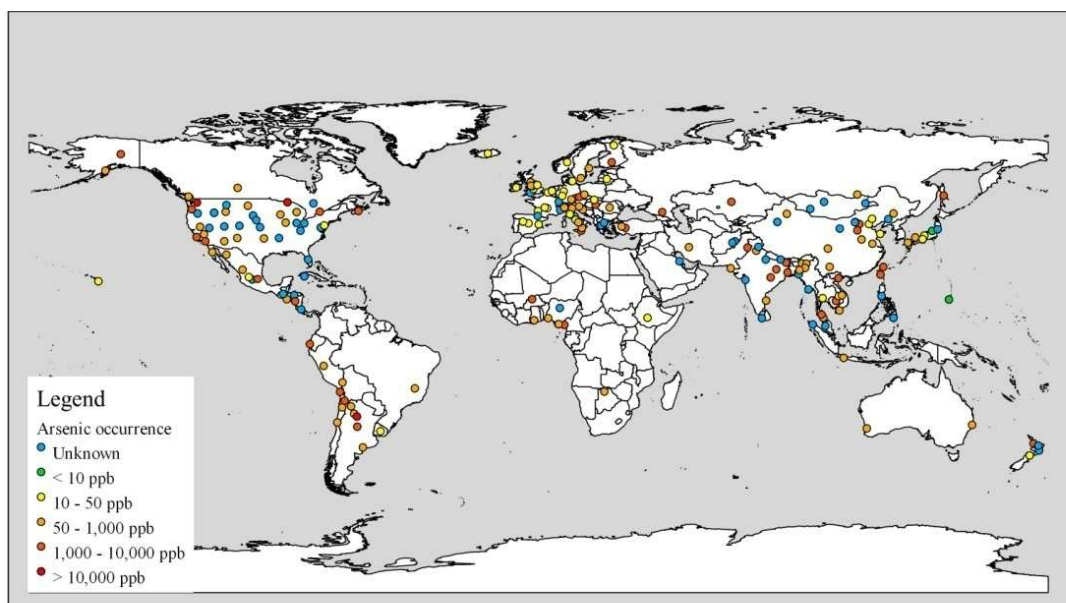 Legend
Arsenic occurrence
Unknown
< 10 ppb
10 - 50 ppb
50 - 1,000 ppb
1,000 - 10,000 ppb
> 10,000 ppb